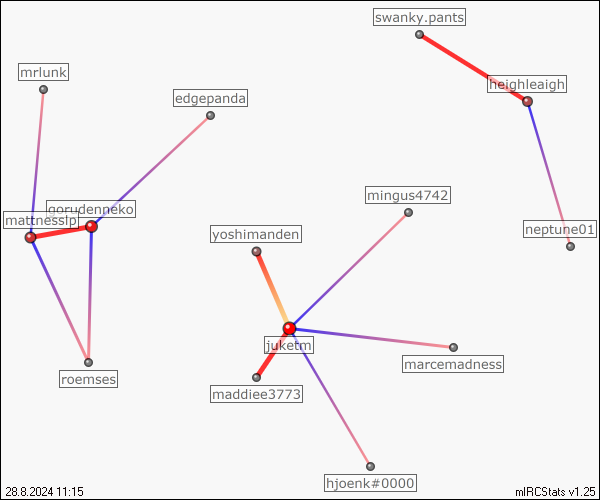 swanky.pants
mrlunk
heighleaigh
edgepanda
mingus4742
gorudenneko
mattnesslp
neptune01
yoshimanden
juketm
marcemadness
roemses
maddiee3773
hjoenk#0000
28.8.2024 11:15
mIRCStats v1.25